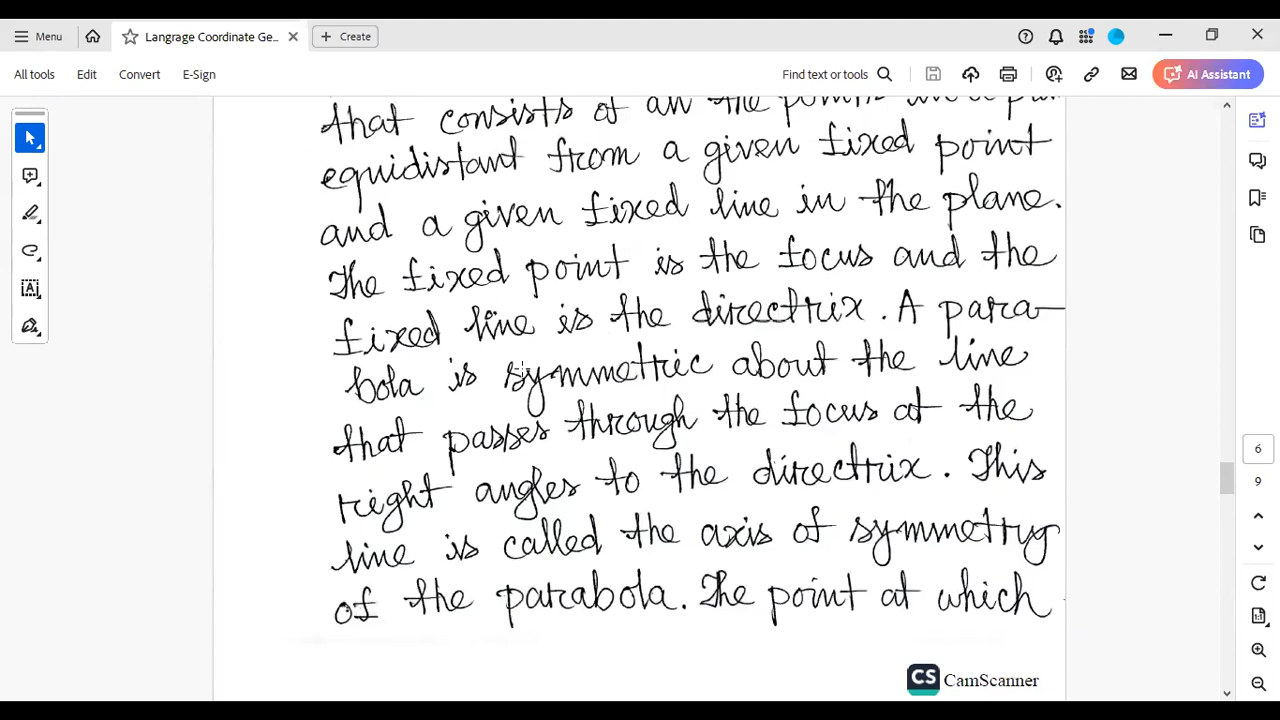 Menu
Langrage Coordinate Ge...
Create
All tools
Edit
Convert
E-Sign
Find text or tools
AI Assistant
that consists of all the points in a
equidistant from a given fixed point
and a given fixed line in the plane.
The fixed point is the focus and the
fixed line is the directrix. A para-
bola is symmetric about the line
that passes through the focus at the
right angles to the directrix. This
line is called the axis of symmetry
of the parabola. The point at which
6
9
CS CamScanner